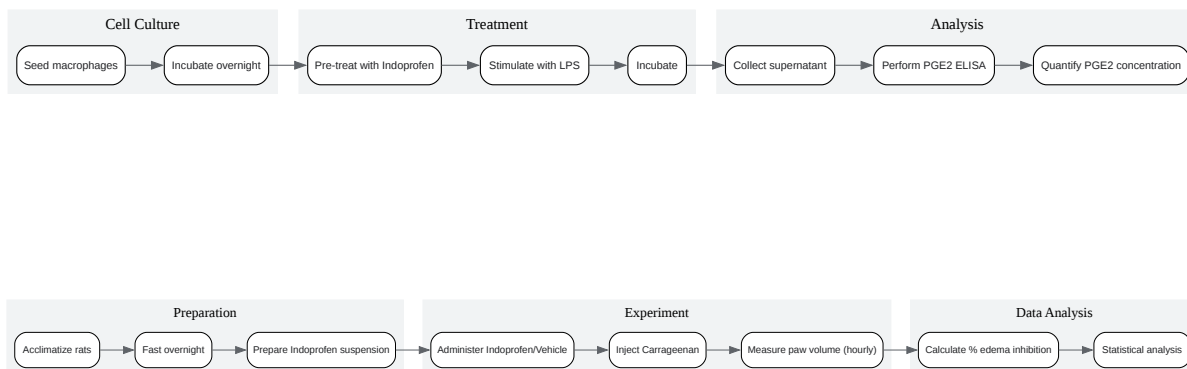 Cell Culture
Treatment
Analysis
Seed macrophages
Incubate overnight
Pre-treat with Indoprofen
Stimulate with LPS
Incubate
Collect supernatant
Perform PGE2 ELISA
Quantify PGE2 concentration
Preparation
Experiment
Data Analysis
Acclimatize rats
Fast overnight
Prepare Indoprofen suspension
Administer Indoprofen/Vehicle
Inject Carrageenan
Measure paw volume (hourly)
Calculate % edema inhibition
Statistical analysis